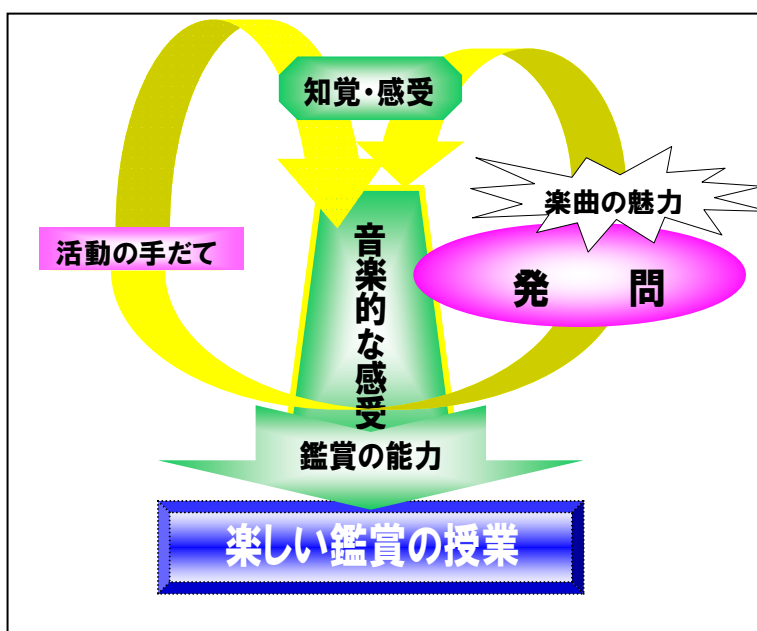 知覚・感受
楽曲の魅力
活動の手だて
発　問
音楽的な感受
鑑賞の能力
楽しい鑑賞の授業